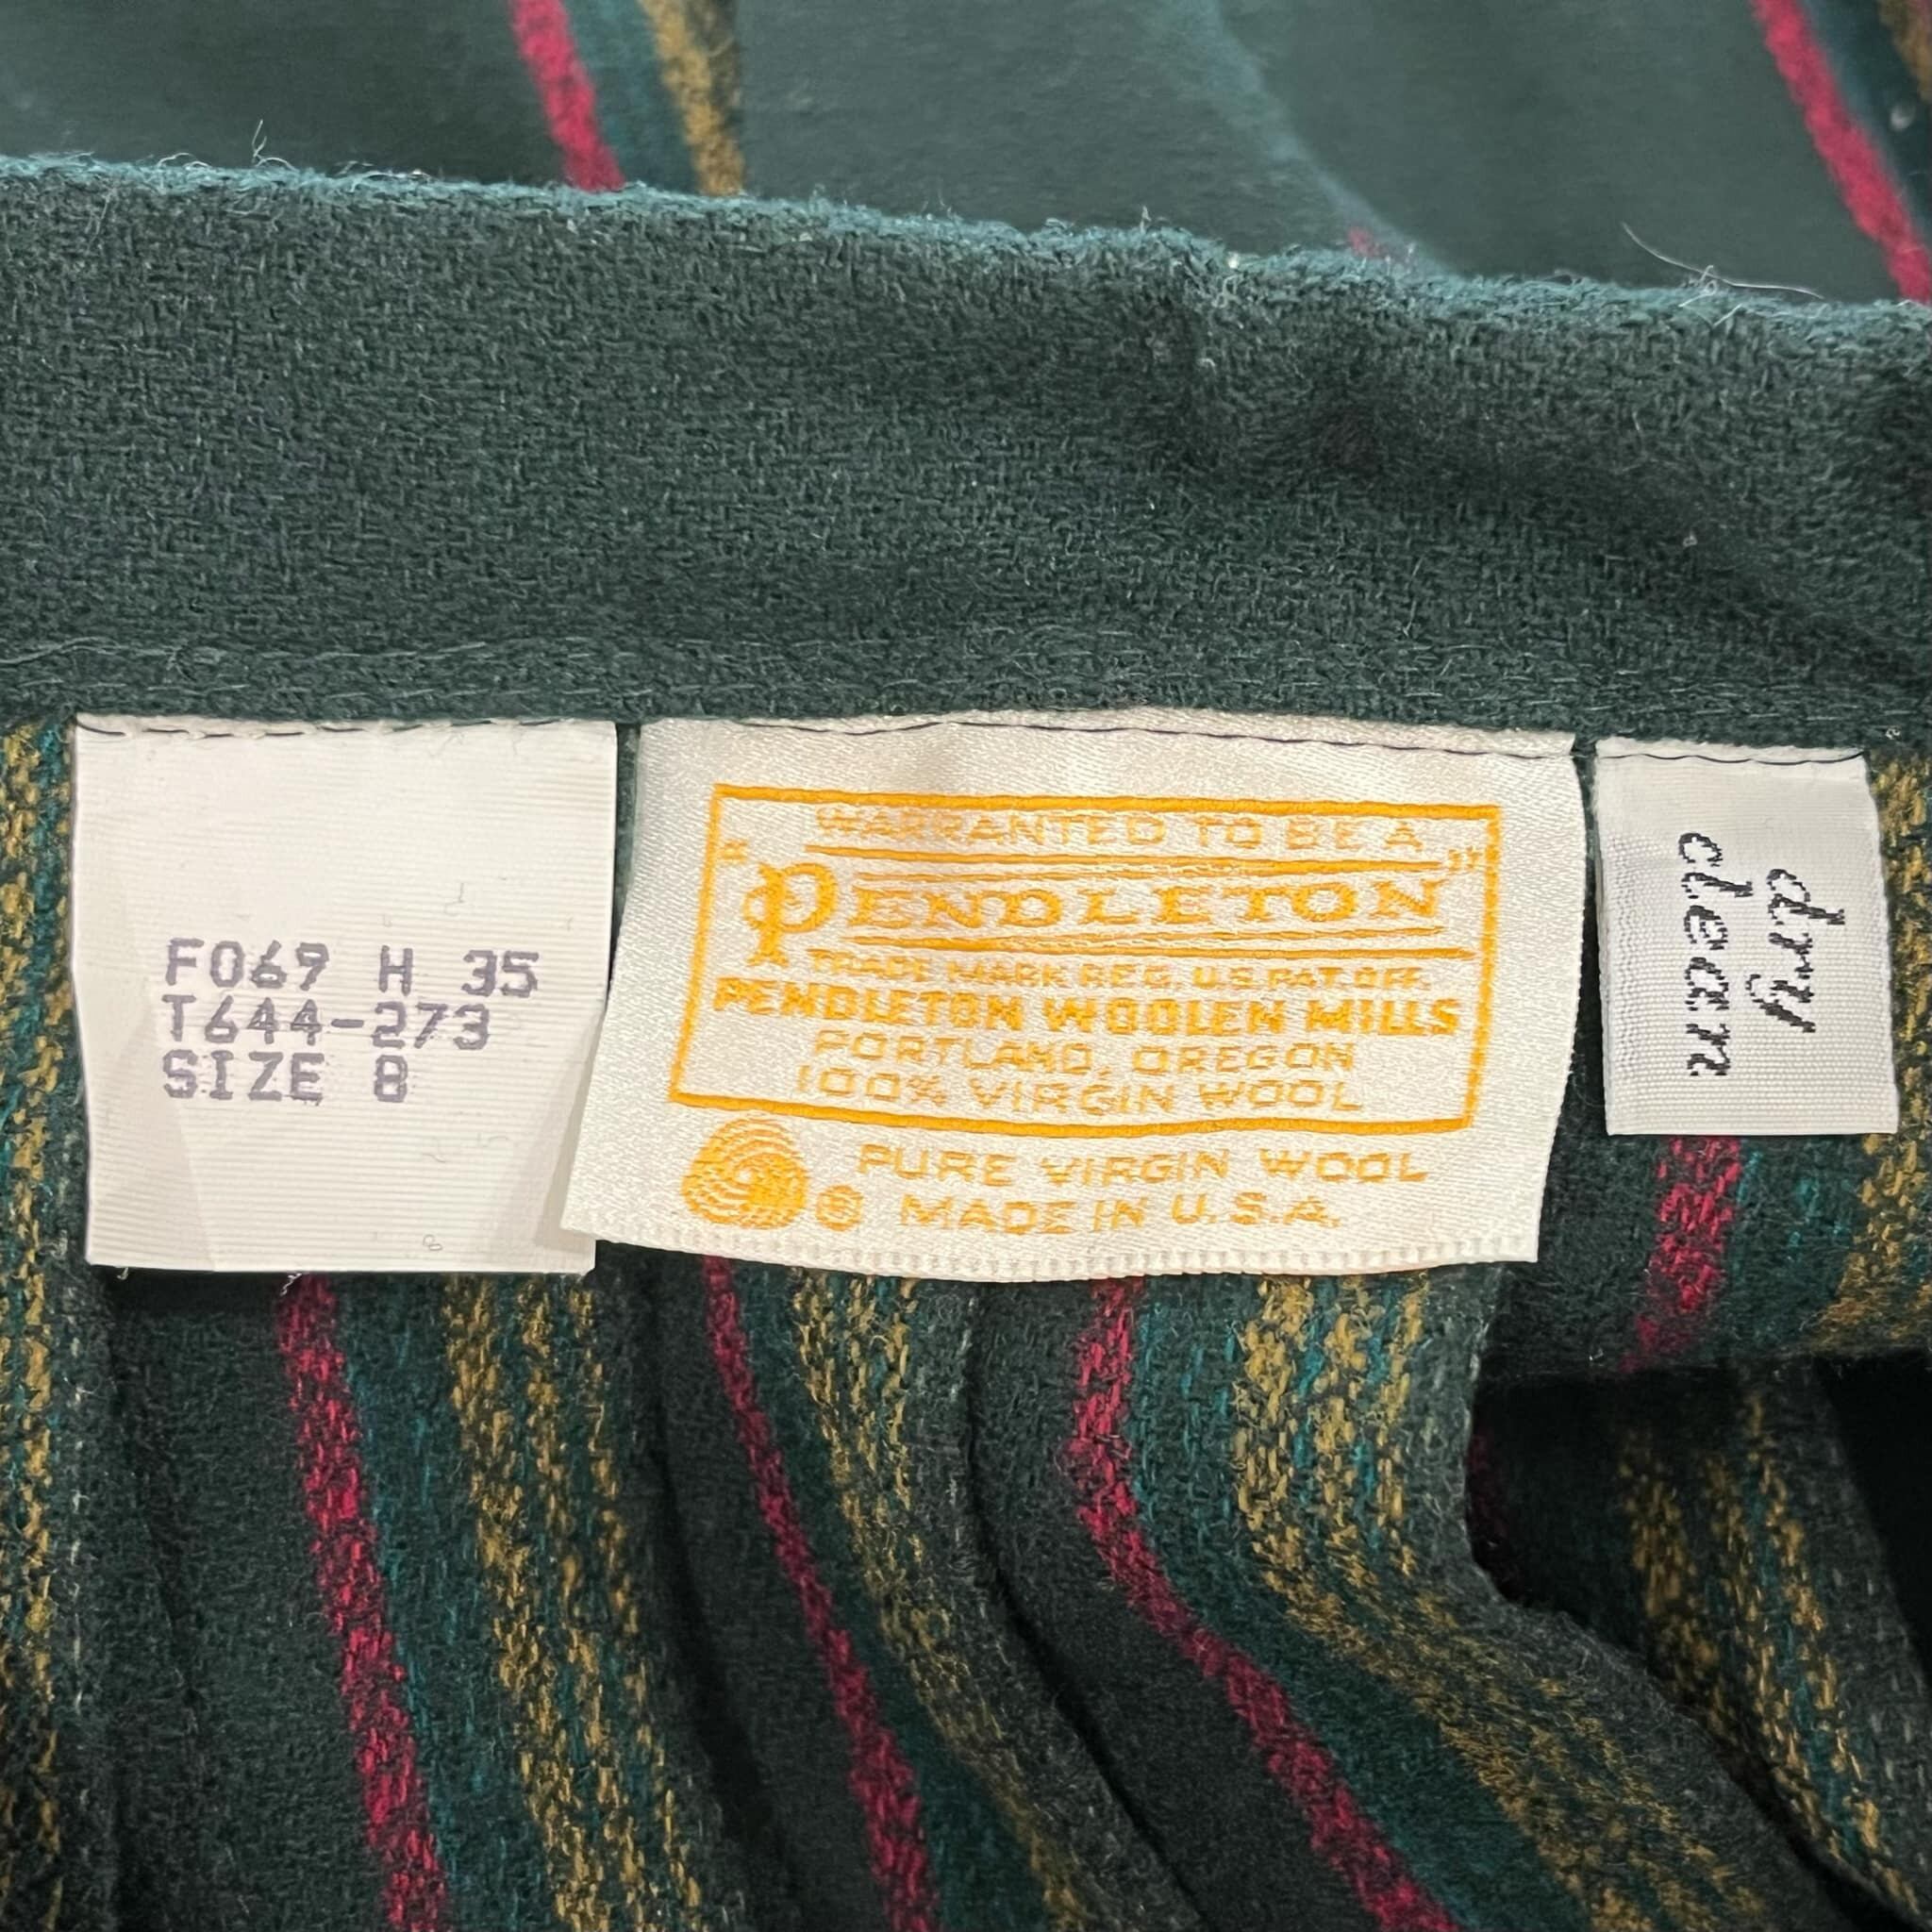 F069 H 35
T644-273
SIZE 8
WARRANTED TO BE A
"PENDLETON"
TRADE MARK REG. U.S. PAT. OFF.
PENDLETON WOOLEN MILLS
PORTLAND, OREGON
100% VIRGIN WOOL
PURE VIRGIN WOOL
® MADE IN U.S.A.
dry
clean